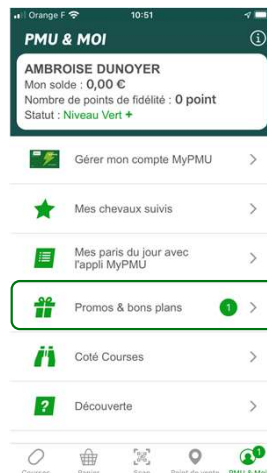 Orange F 10:51
PMU & MOI
AMBROISE DUNOYER
Mon solde : 0,00 €
Nombre de points de fidélité : 0 point
Statut : Niveau Vert +
Gérer mon compte MyPMU
Mes chevaux suivis
Mes paris du jour avec
l'appli MyPMU
Promos & bons plans 1
Coté Courses
? Découverte
1
Courses Panier Scan Point de vente PMU & Moi